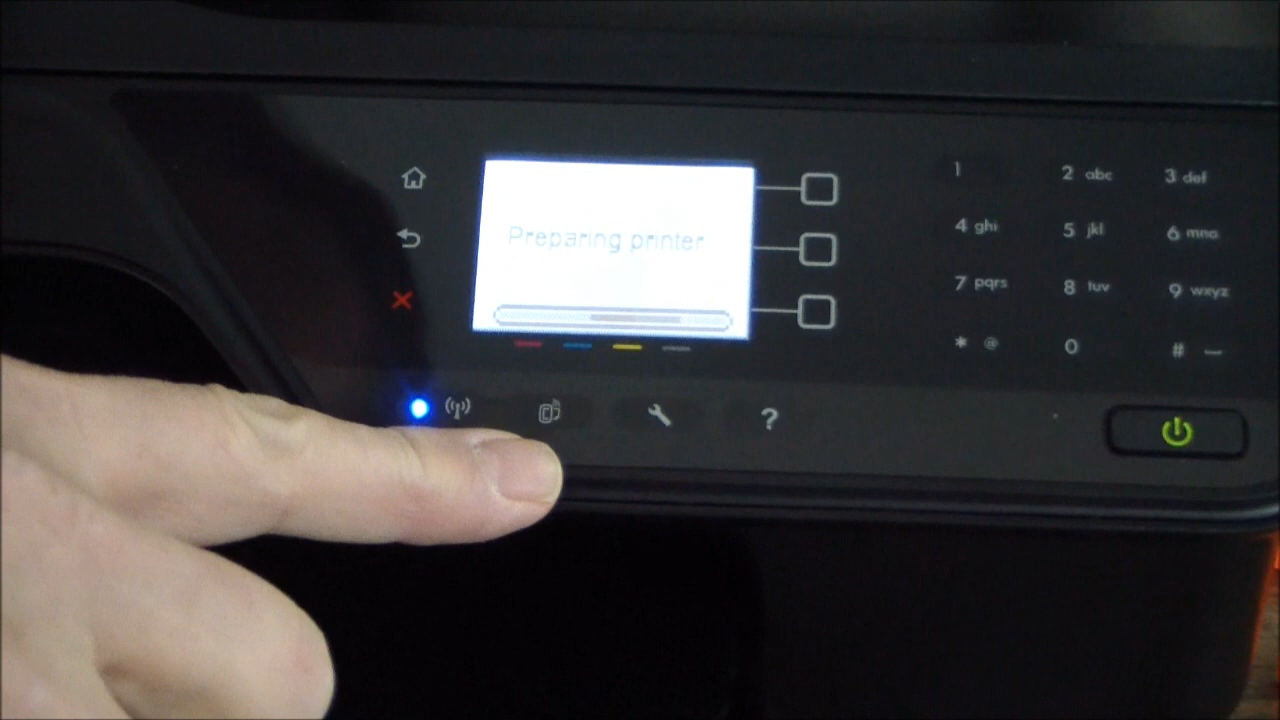 Preparing printer
1 2 abc 3 def
4 ghi 5 jkl 6 mno
7 pqrs 8 tuv 9 wxyz
* @ 0 #
?